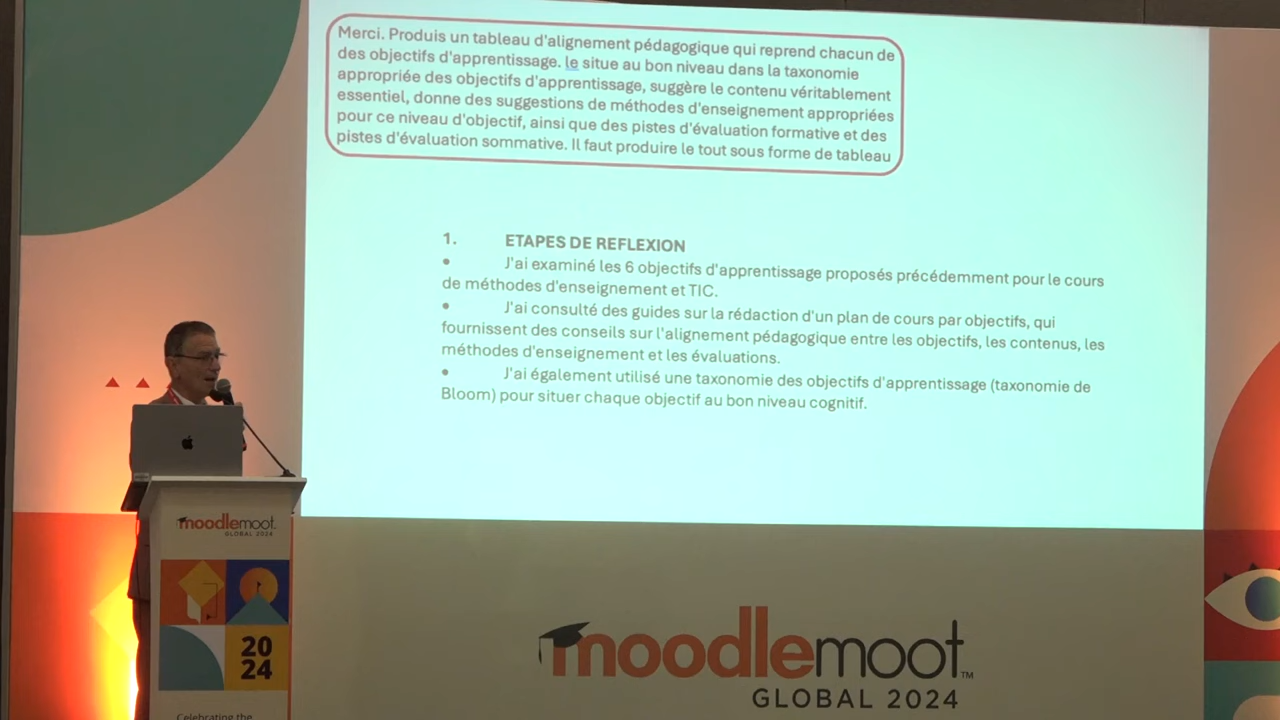 Merci. Produis un tableau d'alignement pédagogique qui reprend chacun de
des objectifs d'apprentissage. le situe au bon niveau dans la taxonomie
appropriée des objectifs d'apprentissage, suggère le contenu véritablement
essentiel, donne des suggestions de méthodes d'enseignement appropriées
pour ce niveau d'objectif, ainsi que des pistes d'évaluation formative et des
pistes d'évaluation sommative. Il faut produire le tout sous forme de tableau
1. ETAPES DE REFLEXION
• J'ai examiné les 6 objectifs d'apprentissage proposés précédemment pour le cours
de méthodes d'enseignement et TIC.
• J'ai consulté des guides sur la rédaction d'un plan de cours par objectifs, qui
fournissent des conseils sur l'alignement pédagogique entre les objectifs, les contenus, les
méthodes d'enseignement et les évaluations.
• J'ai également utilisé une taxonomie des objectifs d'apprentissage (taxonomie de
Bloom) pour situer chaque objectif au bon niveau cognitif.
moodlemoot
GLOBAL 2024
20
24
Celebrating the
moodlemoot™
GLOBAL 2024